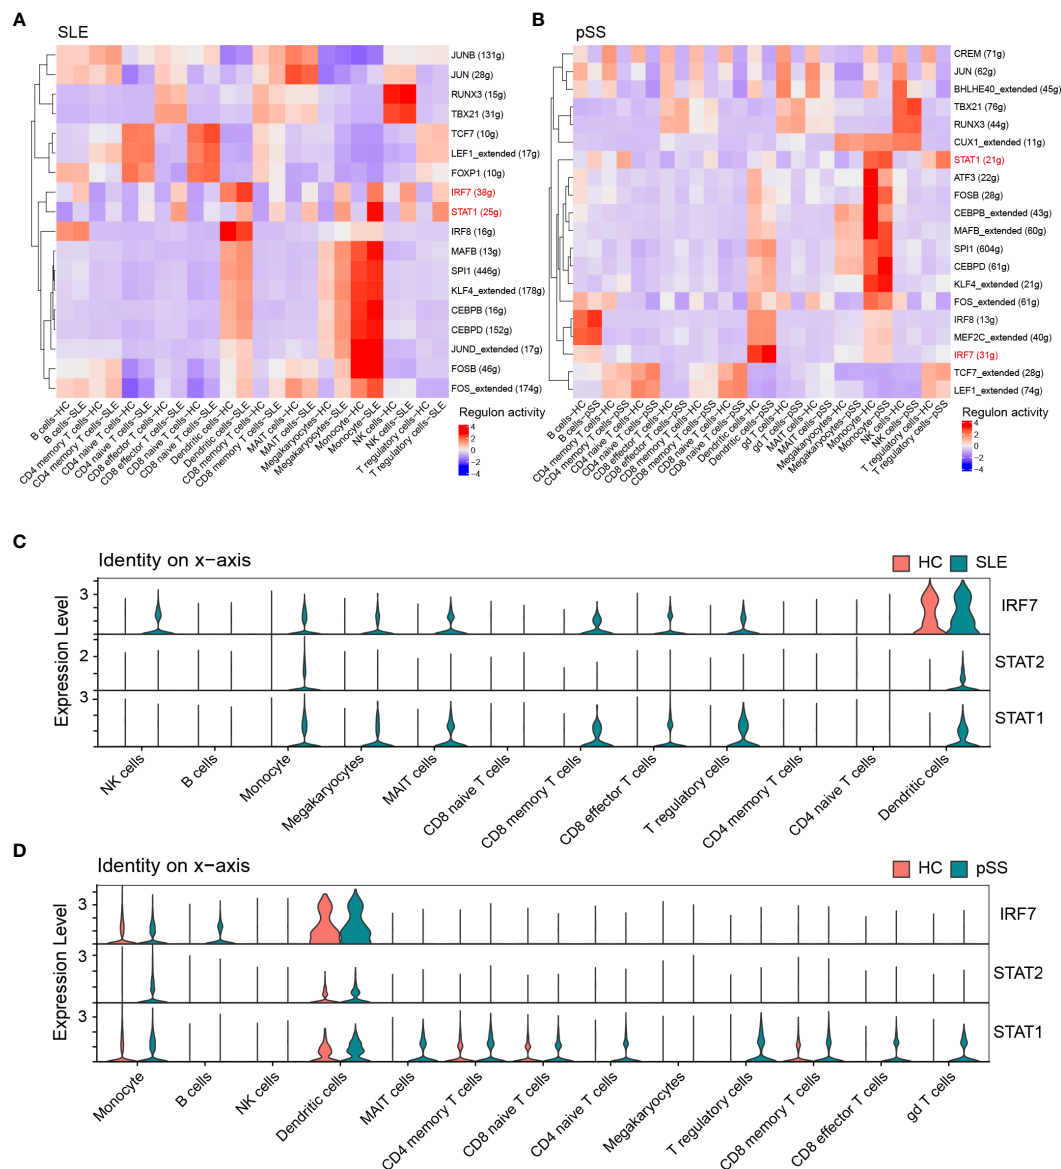 A
SLE
JUNB (131g)
JUN (28g)
RUNX3 (15g)
TBX21 (31g)
TCF7 (10g)
LEF1_extended (17g)
FOXP1 (10g)
IRF7 (38g)
STAT1 (25g)
IRF8 (16g)
MAFB (13g)
SPI1 (446g)
KLF4_extended (178g)
CEBPB (16g)
CEBPD (152g)
JUND_extended (17g)
FOSB (46g)
FOS_extended (174g)
B cells−HC
B cells−SLE
CD4 memory T cells−HC
CD4 memory T cells−SLE
CD4 naive T cells−HC
CD4 naive T cells−SLE
CD8 effector T cells−HC
CD8 effector T cells−SLE
CD8 naive T cells−HC
CD8 naive T cells−SLE
Dendritic cells−HC
Dendritic cells−SLE
CD8 memory T cells−HC
CD8 memory T cells−SLE
MAIT cells−HC
MAIT cells−SLE
Megakaryocytes−HC
Megakaryocytes−SLE
Monocyte−HC
Monocyte−SLE
NK cells−HC
NK cells−SLE
T regulatory cells−HC
T regulatory cells−SLE
Regulon activity
4
2
0
−2
−4
B
pSS
CREM (71g)
JUN (62g)
BHLHE40_extended (45g)
TBX21 (76g)
RUNX3 (44g)
CUX1_extended (11g)
STAT1 (21g)
ATF3 (22g)
FOSB (28g)
CEBPB_extended (43g)
MAFB_extended (60g)
SPI1 (604g)
CEBPD (61g)
KLF4_extended (21g)
FOS_extended (61g)
IRF8 (13g)
MEF2C_extended (40g)
IRF7 (31g)
TCF7_extended (28g)
LEF1_extended (74g)
B cells−HC
B cells−pSS
CD4 memory T cells−HC
CD4 memory T cells−pSS
CD4 naive T cells−HC
CD4 naive T cells−pSS
CD8 effector T cells−HC
CD8 effector T cells−pSS
CD8 memory T cells−HC
CD8 memory T cells−pSS
CD8 naive T cells−HC
CD8 naive T cells−pSS
Dendritic cells−HC
Dendritic cells−pSS
gd T cells−HC
gd T cells−pSS
MAIT cells−HC
MAIT cells−pSS
Megakaryocytes−HC
Megakaryocytes−pSS
Monocyte−HC
Monocyte−pSS
NK cells−HC
NK cells−pSS
T regulatory cells−HC
T regulatory cells−pSS
Regulon activity
4
2
0
−2
−4
C
Identity on x−axis
HC
SLE
Expression Level
3
IRF7
2
STAT2
3
STAT1
NK cells
B cells
Monocyte
Megakaryocytes
MAIT cells
CD8 naive T cells
CD8 memory T cells
CD8 effector T cells
T regulatory cells
CD4 memory T cells
CD4 naive T cells
Dendritic cells
D
Identity on x−axis
HC
pSS
Expression Level
3
IRF7
3
STAT2
3
STAT1
Monocyte
B cells
NK cells
Dendritic cells
MAIT cells
CD4 memory T cells
CD8 naive T cells
CD4 naive T cells
Megakaryocytes
T regulatory cells
CD8 memory T cells
CD8 effector T cells
gd T cells